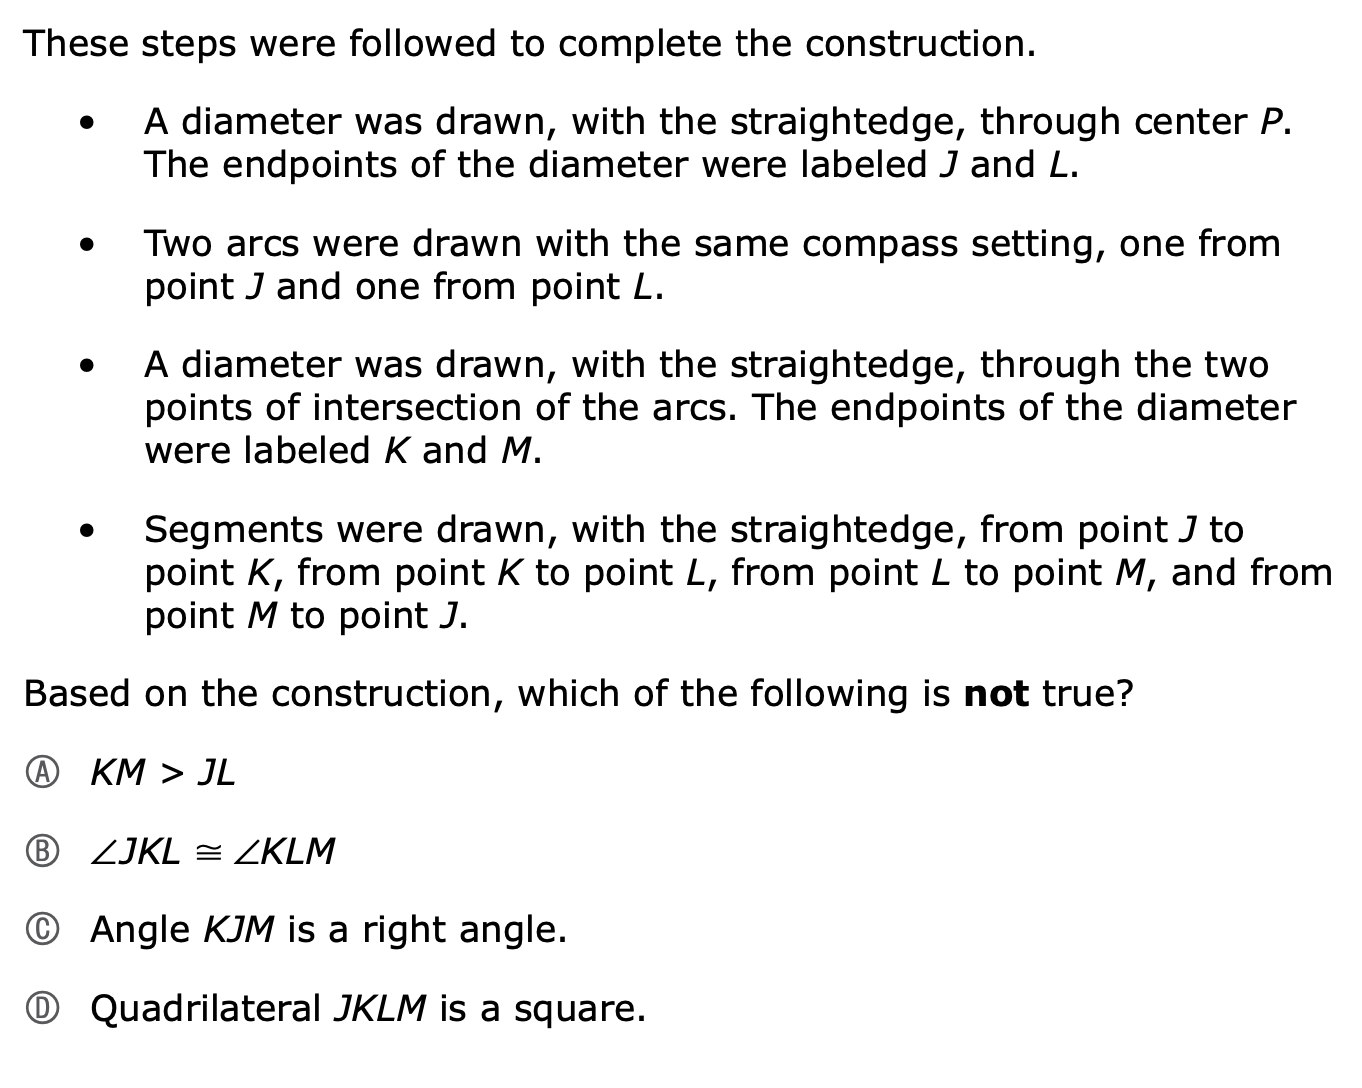 These steps were followed to complete the construction.
• A diameter was drawn, with the straightedge, through center P.
The endpoints of the diameter were labeled J and L.
• Two arcs were drawn with the same compass setting, one from
point J and one from point L.
• A diameter was drawn, with the straightedge, through the two
points of intersection of the arcs. The endpoints of the diameter
were labeled K and M.
• Segments were drawn, with the straightedge, from point J to
point K, from point K to point L, from point L to point M, and from
point M to point J.
Based on the construction, which of the following is not true?
Ⓐ KM > JL
Ⓑ ∠JKL ≅ ∠KLM
Ⓒ Angle KJM is a right angle.
Ⓓ Quadrilateral JKLM is a square.